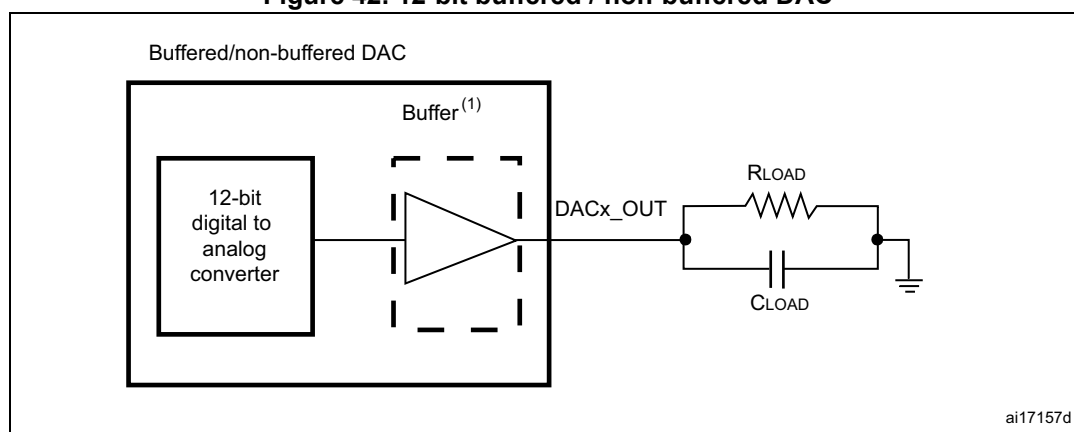 Figure 42. 12-bit buffered / non-buffered DAC
Buffered/non-buffered DAC
Buffer(1)
12-bit
digital to
analog
converter
DACx_OUT
RLOAD
CLOAD
ai17157d